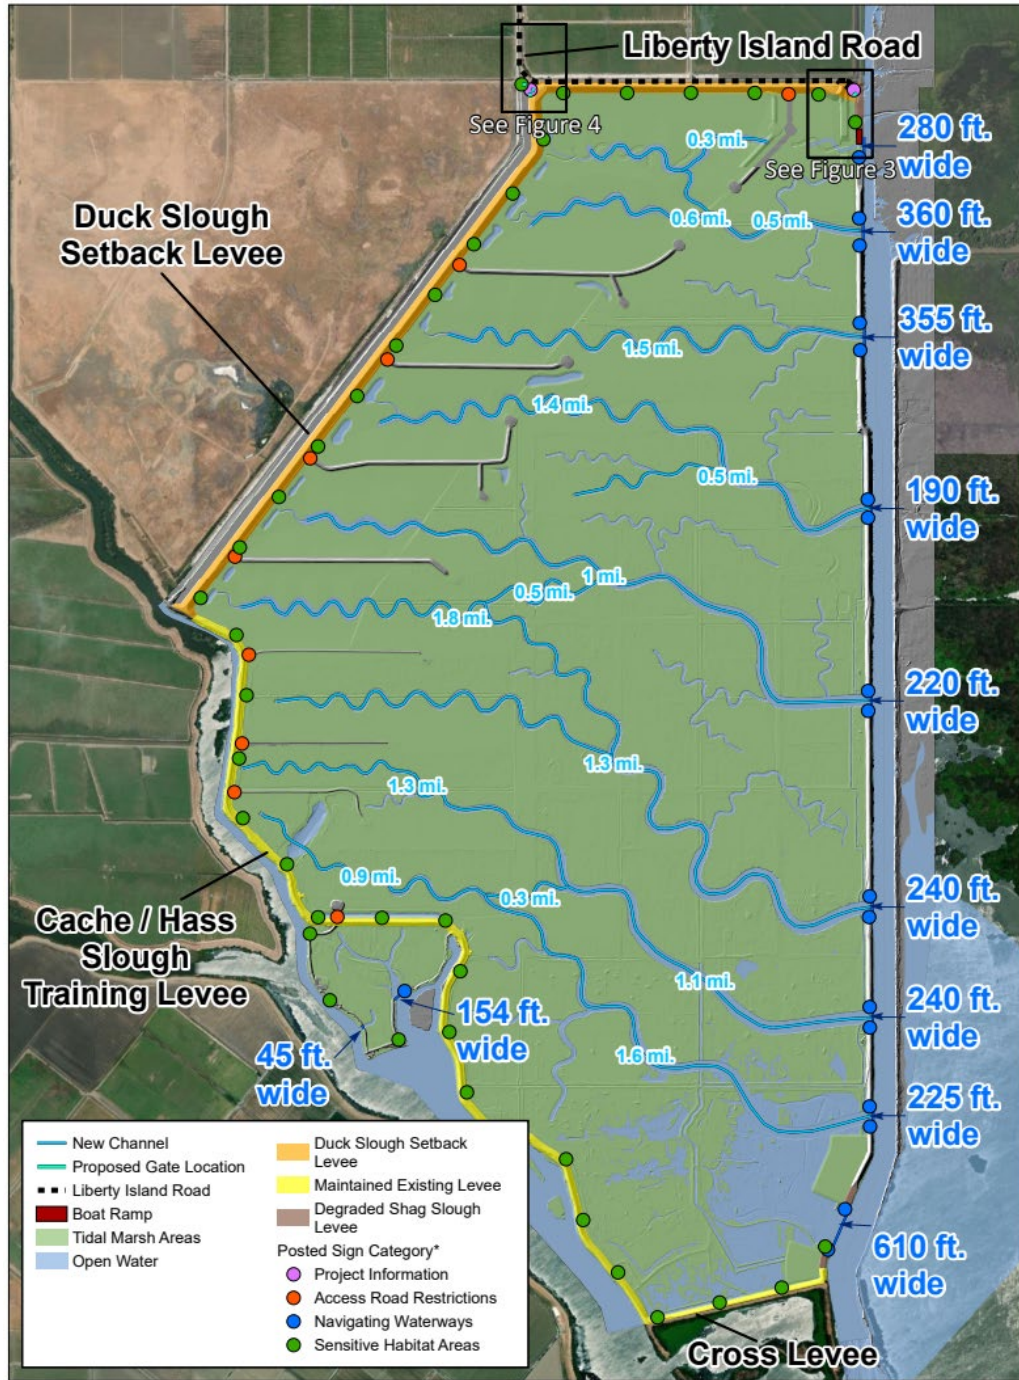 Liberty Island Road
See Figure 4
See Figure 3
280 ft.
wide
0.3 mi.
Duck Slough
Setback Levee
0.6 mi.
0.5 mi.
360 ft.
wide
355 ft.
wide
1.5 mi.
1.4 mi.
0.5 mi.
190 ft.
wide
1 mi.
0.5 mi.
1.8 mi.
220 ft.
wide
1.3 mi.
1.3 mi.
0.9 mi.
0.3 mi.
240 ft.
wide
Cache / Hass
Slough
Training Levee
1.1 mi.
240 ft.
wide
154 ft.
wide
45 ft.
wide
1.6 mi.
225 ft.
wide
610 ft.
wide
Cross Levee
New Channel
Proposed Gate Location
Liberty Island Road
Boat Ramp
Tidal Marsh Areas
Open Water
Duck Slough Setback
Levee
Maintained Existing Levee
Degraded Shag Slough
Levee
Posted Sign Category*
Project Information
Access Road Restrictions
Navigating Waterways
Sensitive Habitat Areas